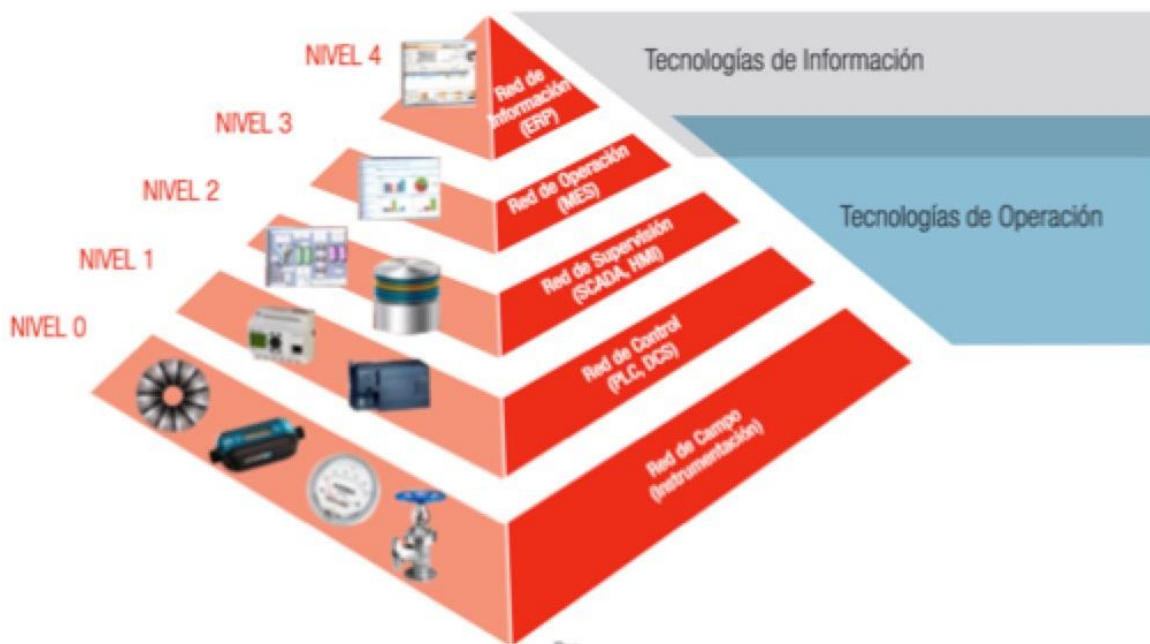 NIVEL 4
Red de
Información
(ERP)
Tecnologías de Información
NIVEL 3
Red de Operación
(MES)
NIVEL 2
Tecnologías de Operación
Red de Supervisión
(SCADA, HMI)
NIVEL 1
Red de Control
(PLC, DCS)
NIVEL 0
Red de Campo
(Instrumentación)